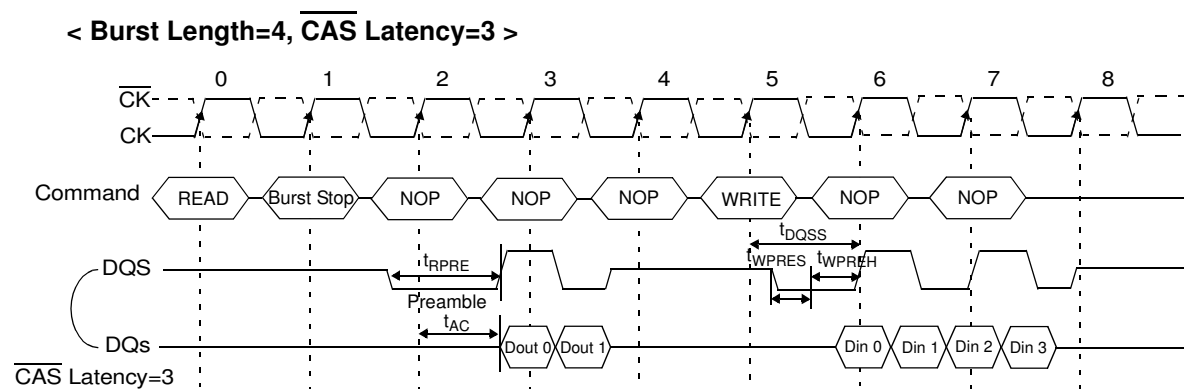 < Burst Length=4, CAS Latency=3 >
0 1 2 3 4 5 6 7 8
CK
CK
Command READ Burst Stop NOP NOP NOP WRITE NOP NOP
tDQSS
DQS tRPRE tWPRES tWPREH
Preamble
tAC
DQs Dout 0 Dout 1 Din 0 Din 1 Din 2 Din 3
CAS Latency=3